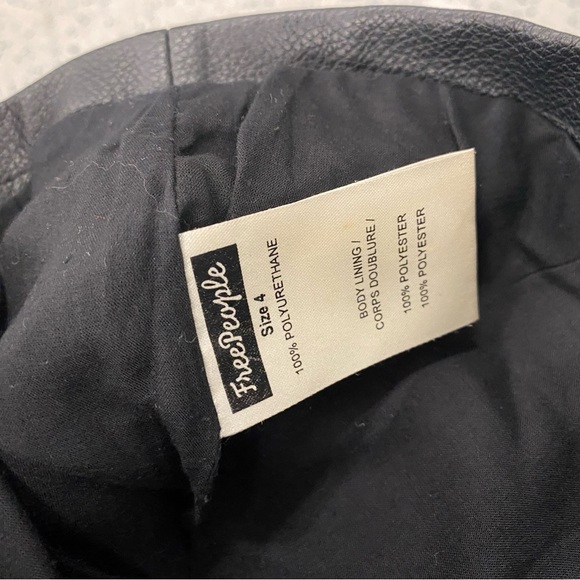 FreePeople
Size 4
100% POLYURETHANE
BODY LINING /
CORPS DOUBLURE /
100% POLYESTER
100% POLYESTER